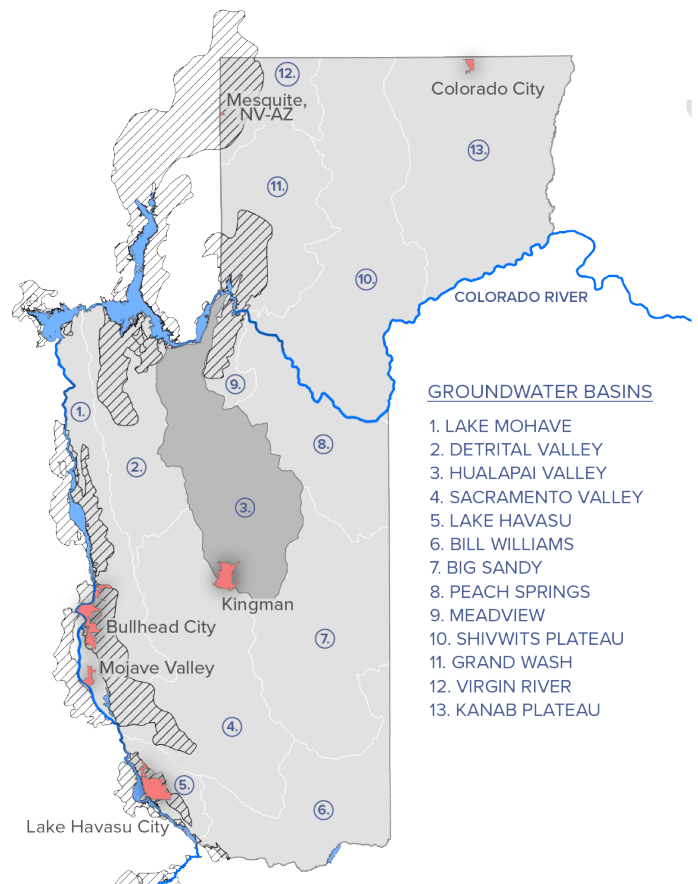 12.
Colorado City
Mesquite,
NV-AZ
13.
11.
10.
COLORADO RIVER
9.
1.
8.
2.
3.
Kingman
Bullhead City
7.
Mojave Valley
4.
5.
6.
Lake Havasu City
GROUNDWATER BASINS
1. LAKE MOHAVE
2. DETRITAL VALLEY
3. HUALAPAI VALLEY
4. SACRAMENTO VALLEY
5. LAKE HAVASU
6. BILL WILLIAMS
7. BIG SANDY
8. PEACH SPRINGS
9. MEADVIEW
10. SHIVWITS PLATEAU
11. GRAND WASH
12. VIRGIN RIVER
13. KANAB PLATEAU